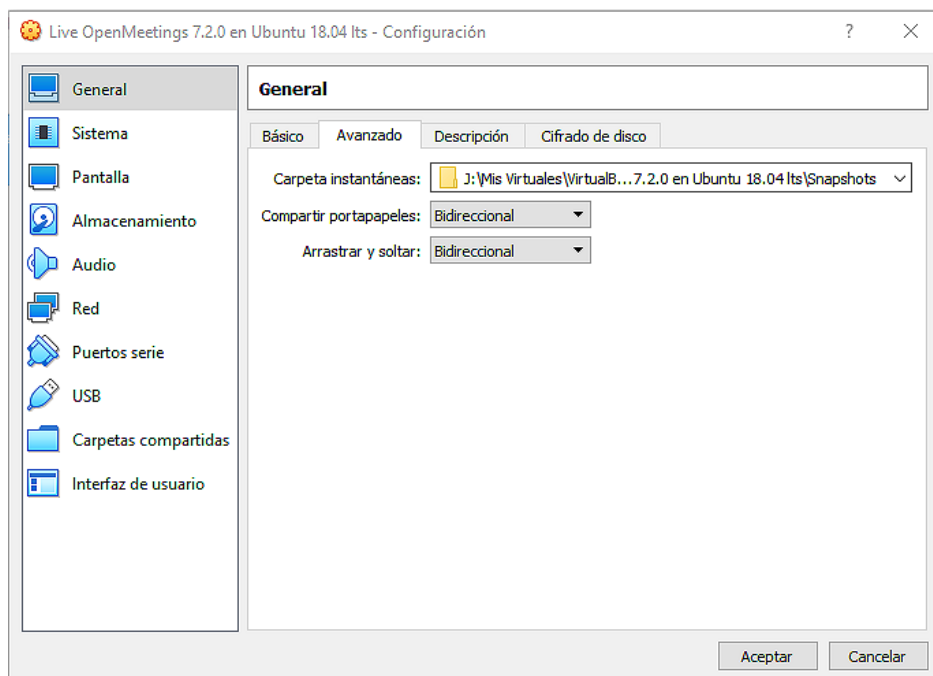 Live OpenMeetings 7.2.0 en Ubuntu 18.04 lts - Configuración
?
General
Sistema
Pantalla
Almacenamiento
Audio
Red
Puertos serie
USB
Carpetas compartidas
Interfaz de usuario
General
Básico Avanzado Descripción Cifrado de disco
Carpeta instantáneas: J:\Mis Virtuales\VirtualB...7.2.0 en Ubuntu 18.04 lts\Snapshots
Compartir portapapeles: Bidireccional
Arrastrar y soltar: Bidireccional
Aceptar Cancelar